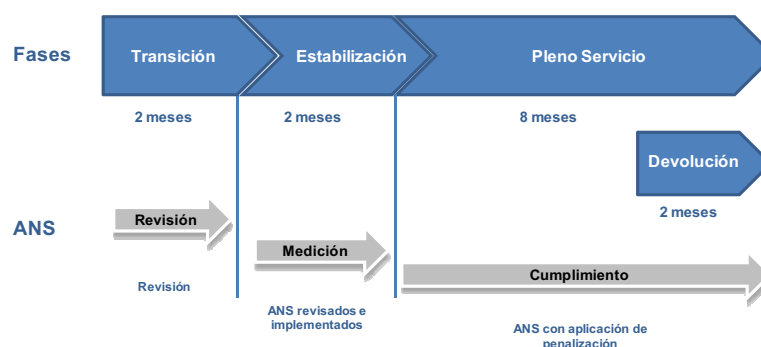 Fases
Transición
Estabilización
Pleno Servicio
2 meses
2 meses
8 meses
Devolución
2 meses
ANS
Revisión
Medición
Cumplimiento
Revisión
ANS revisados e
implementados
ANS con aplicación de
penalización